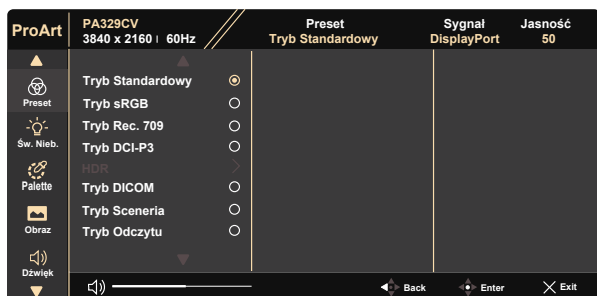 ProArt
PA329CV
3840 x 2160 60Hz
Preset
Tryb Standardowy
Sygnał
DisplayPort
Jasność
50
Preset
Św. Nieb.
Palette
Obraz
Dźwięk
Tryb Standardowy
Tryb sRGB
Tryb Rec. 709
Tryb DCI-P3
HDR
Tryb DICOM
Tryb Sceneria
Tryb Odczytu
Back
Enter
Exit